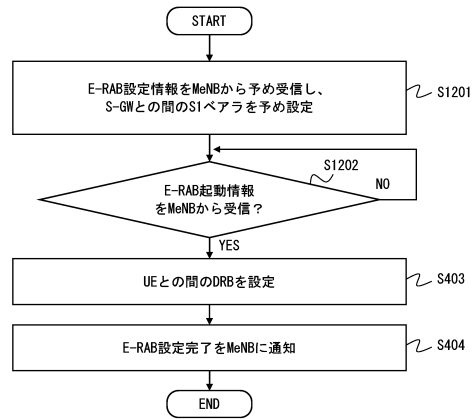 START
E-RAB設定情報をMeNBから予め受信し、
S-GWとの間のS1ベアラを予め設定
S1201
S1202
E-RAB起動情報
をMeNBから受信？
NO
YES
UEとの間のDRBを設定
S403
E-RAB設定完了をMeNBに通知
S404
END